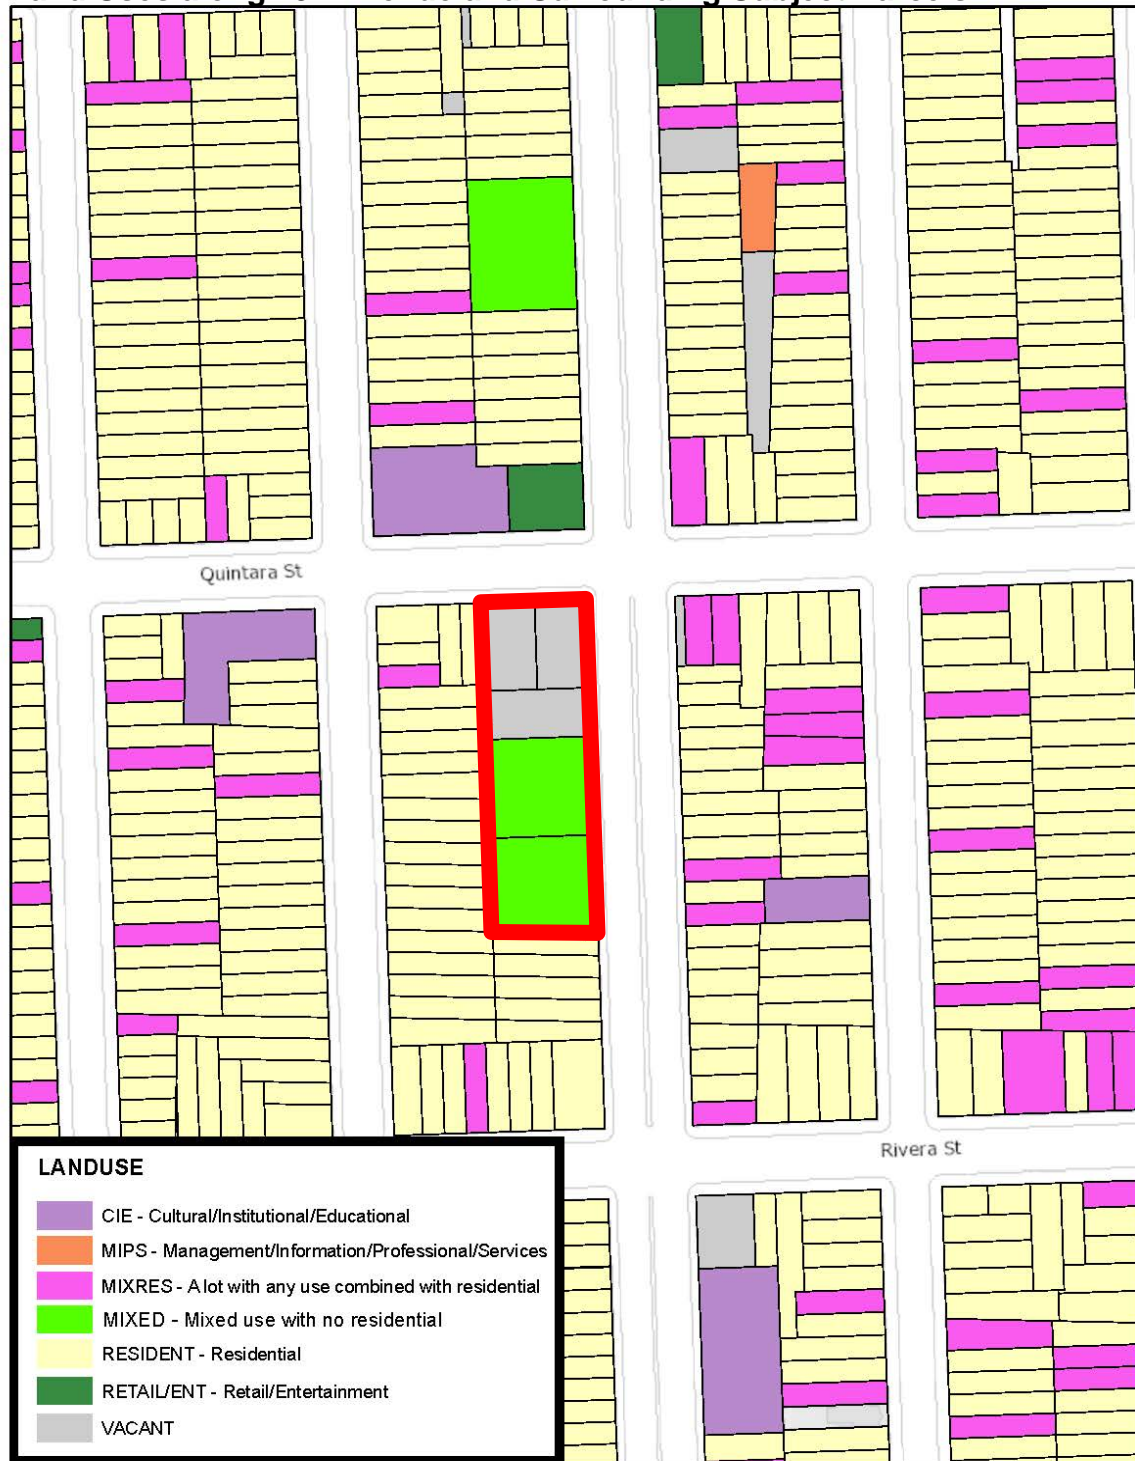 Quintara St
Rivera St
LANDUSE
CIE - Cultural/Institutional/Educational
MIPS - Management/Information/Professional/Services
MIXRES - A lot with any use combined with residential
MIXED - Mixed use with no residential
RESIDENT - Residential
RETAIL/ENT - Retail/Entertainment
VACANT